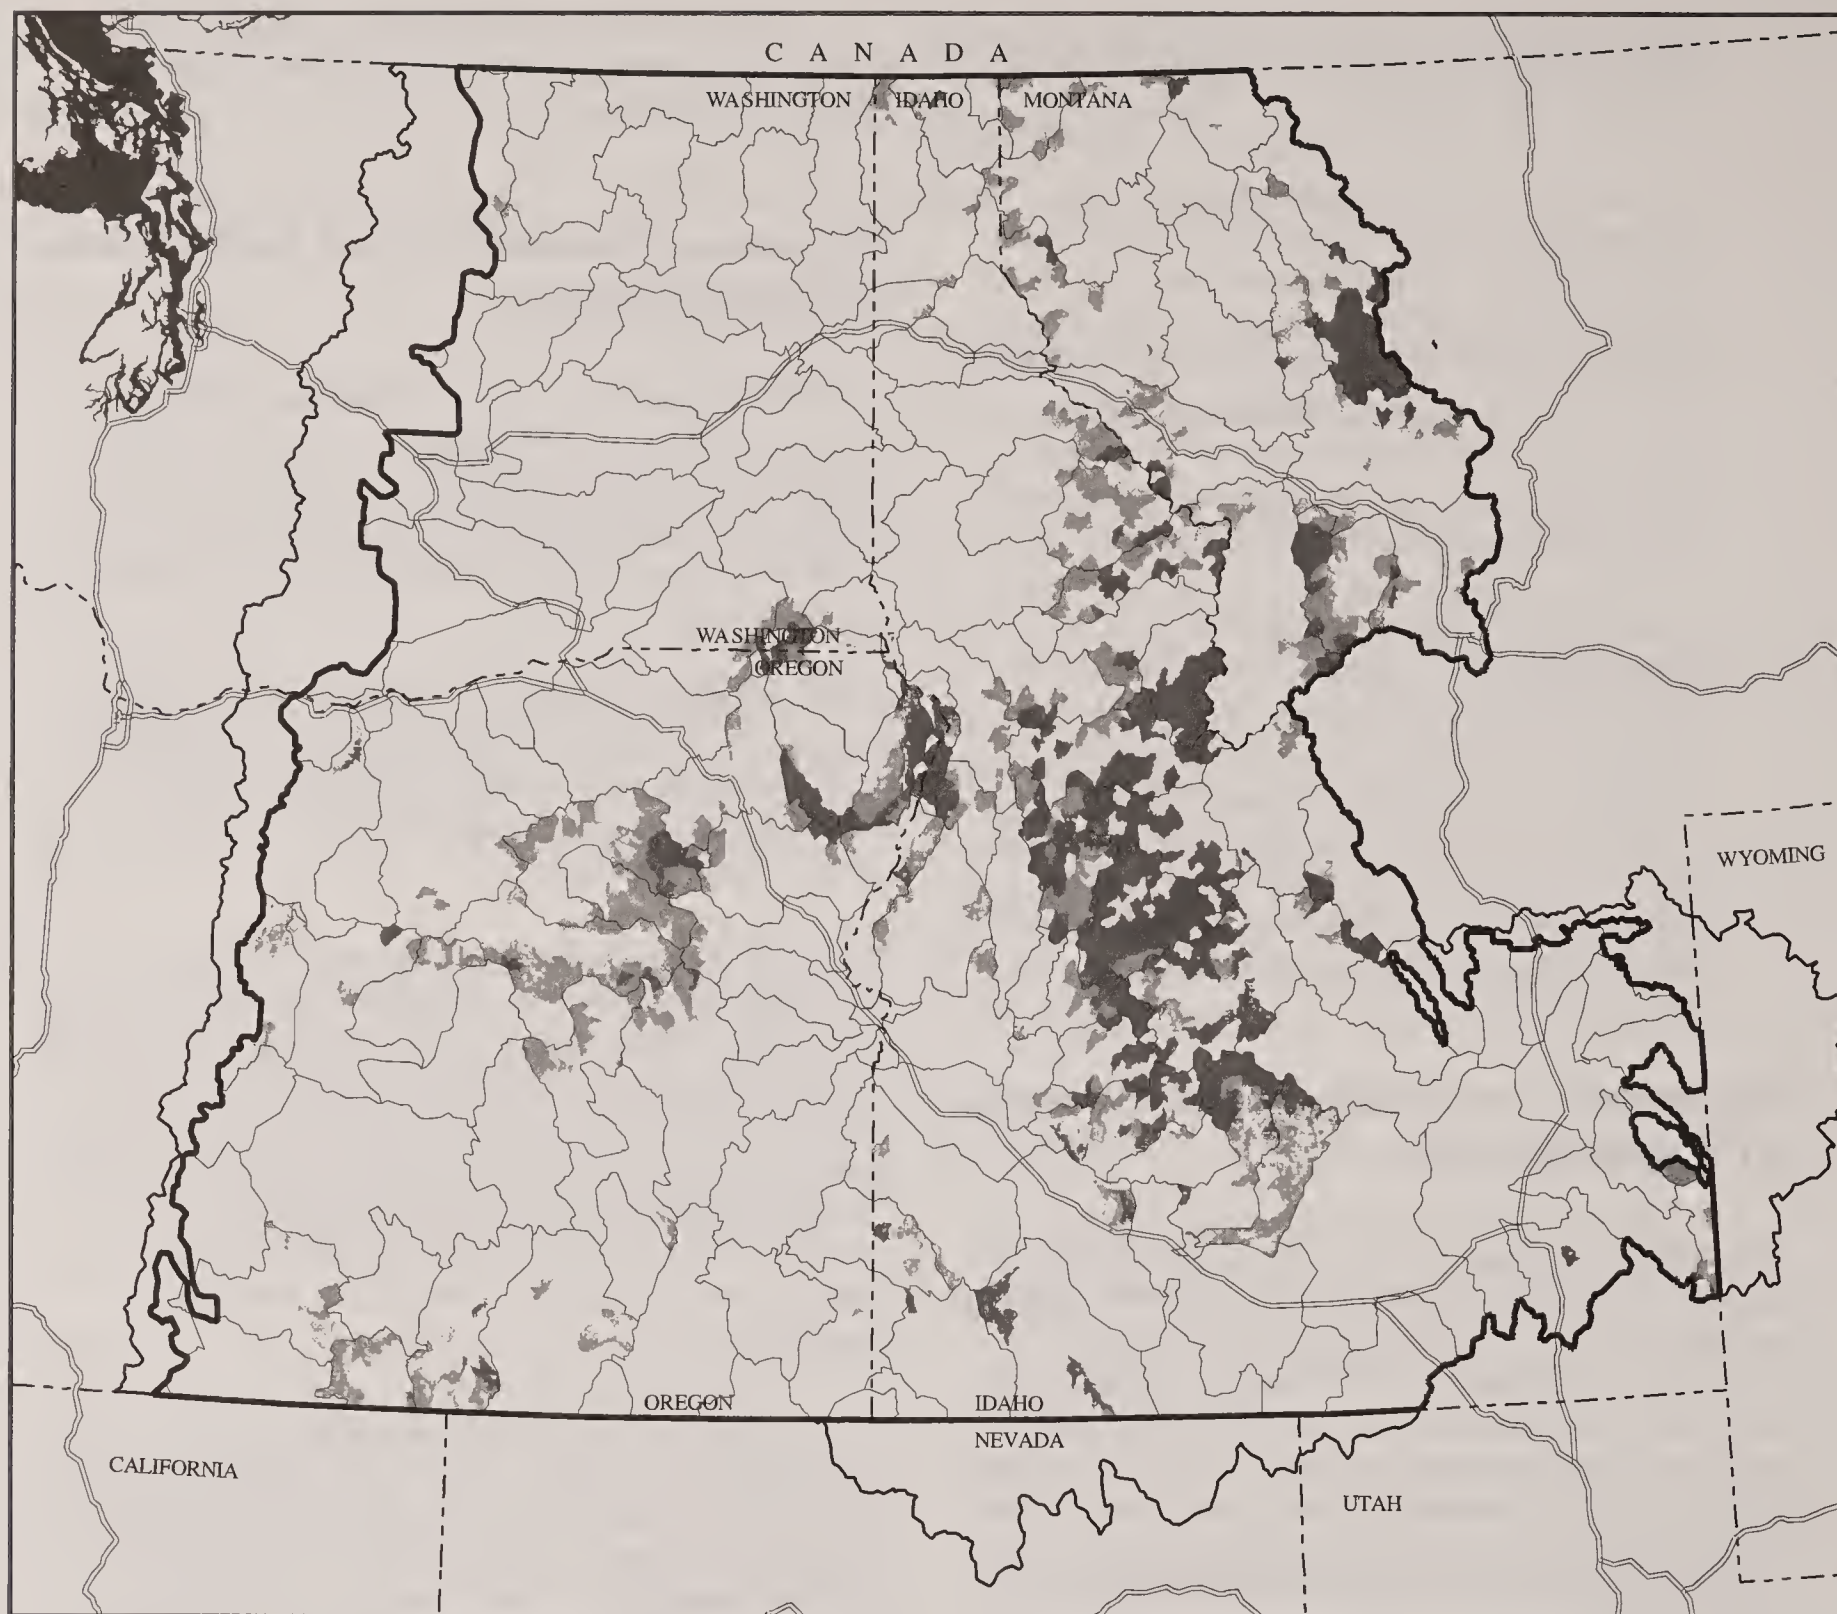 C A N A D A
WASHINGTON IDAHO MONTANA
WASHINGTON
OREGON
WYOMING
OREGON IDAHO
NEVADA
CALIFORNIA
UTAH